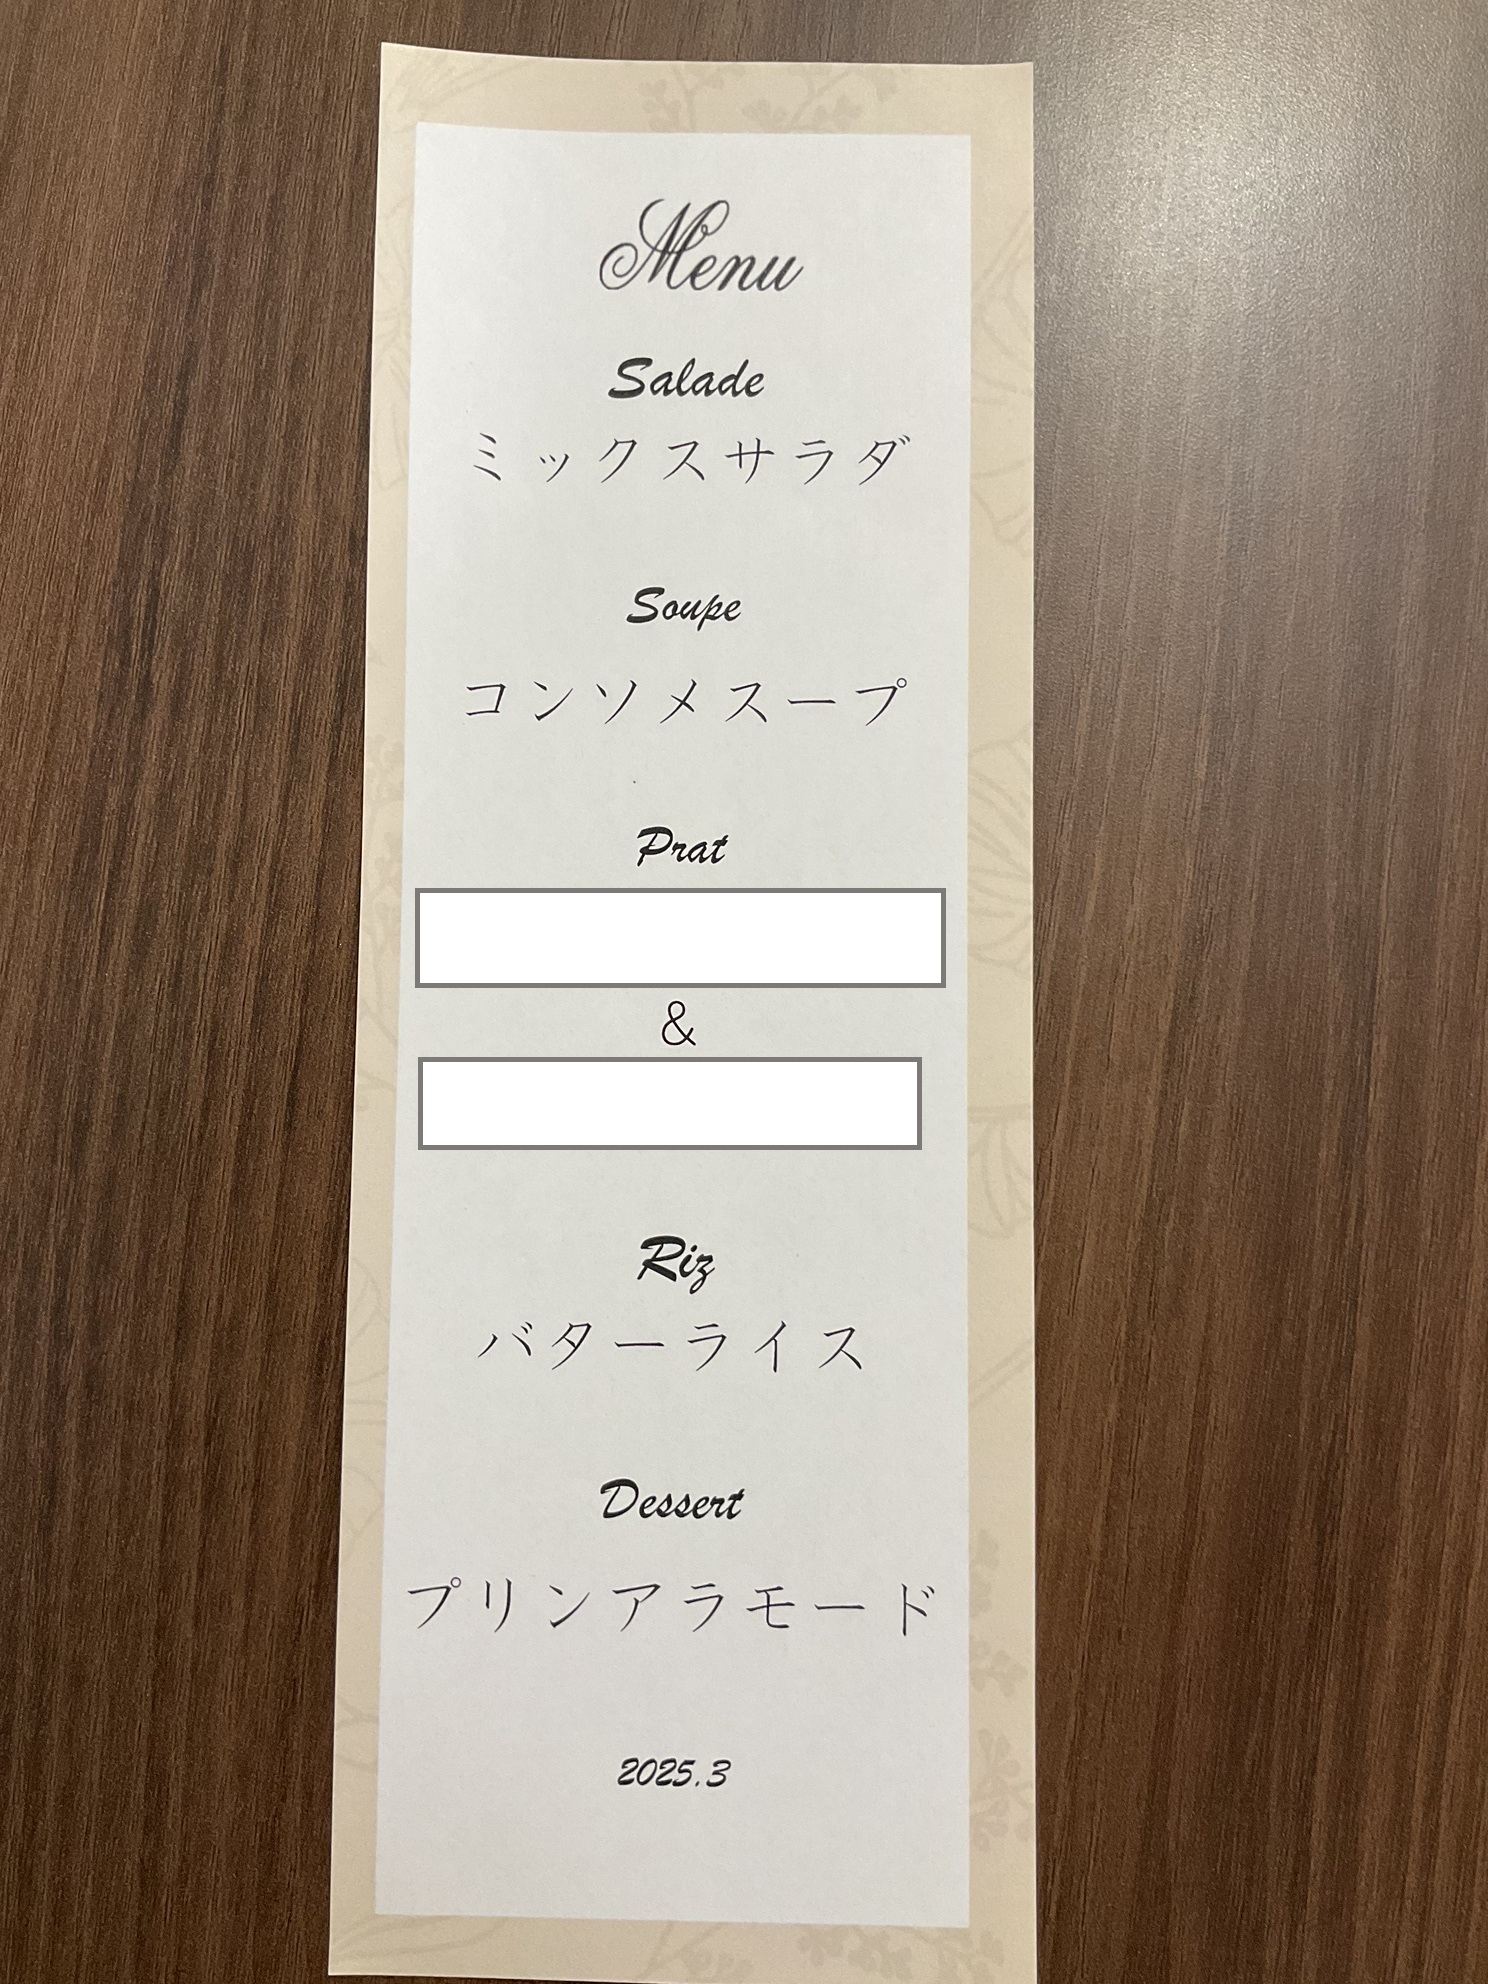 Menu
Salade
ミックスサラダ
Soupe
コンソメスープ
Prat
&
Riz
バターライス
Dessert
プリンアラモード
2025.3